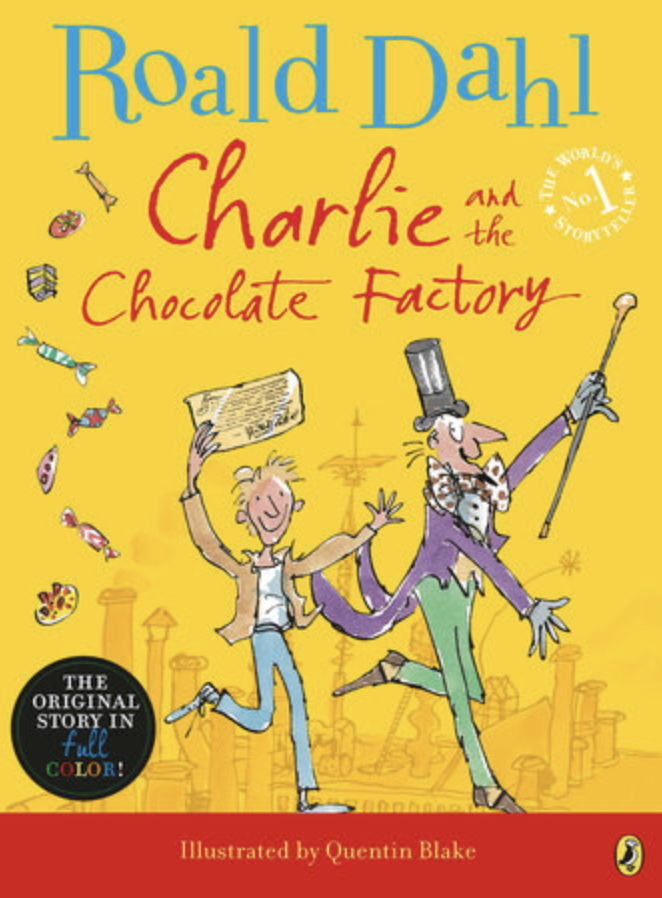 Roald Dahl
Charlie and the
Chocolate Factory
THE WORLD'S
No.1
STORYTELLER
THE
ORIGINAL
STORY IN
full
COLOR!
Illustrated by Quentin Blake